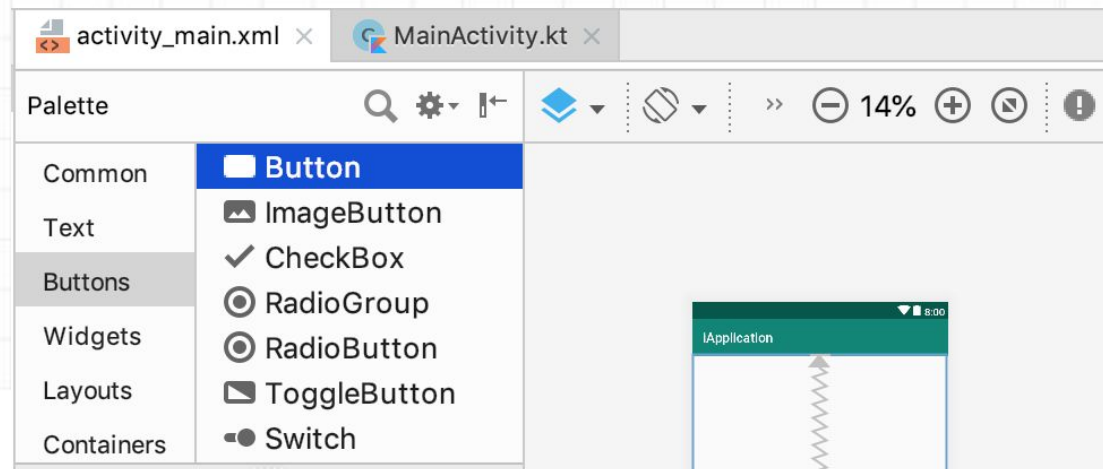 activity_main.xml MainActivity.kt
Palette 14%
Common
Text
Buttons
Widgets
Layouts
Containers
Button
ImageButton
CheckBox
RadioGroup
RadioButton
ToggleButton
Switch
8:00
IApplication